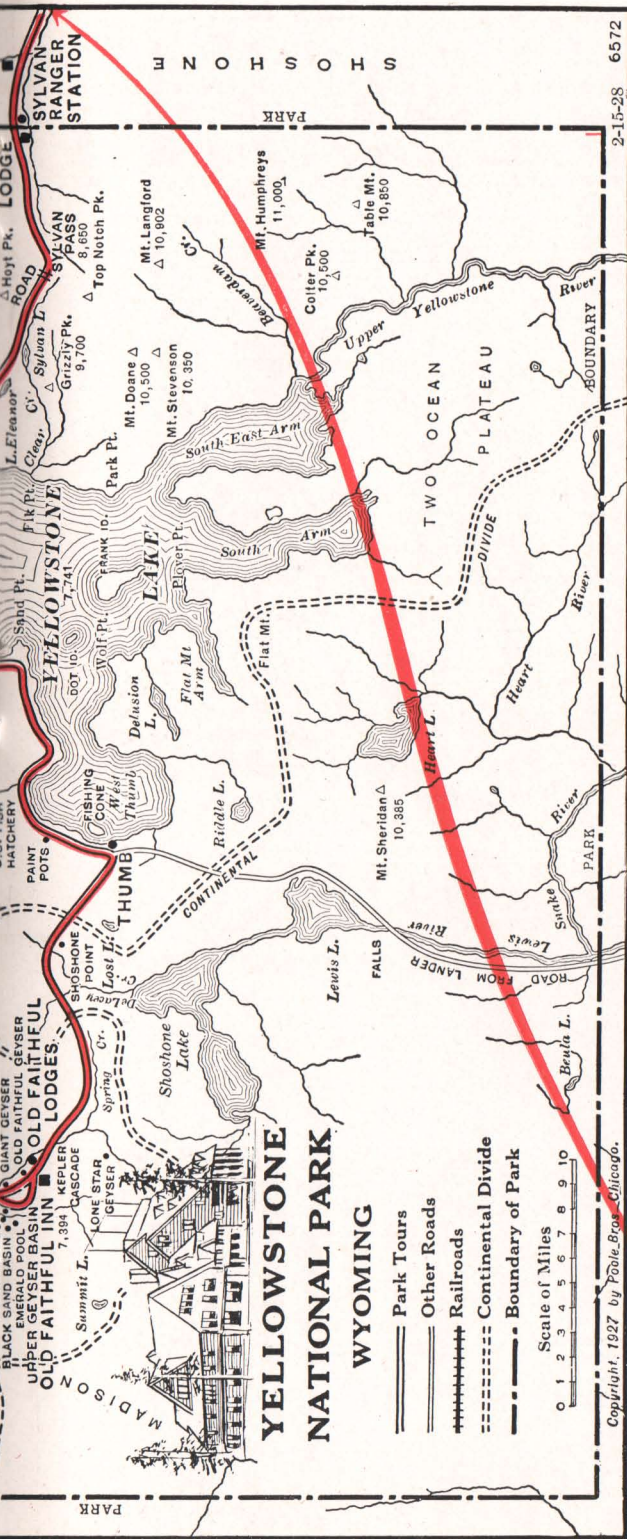 BLACK SAND BASIN
GIANT GEYSER
EMERALD POOL
OLD FAITHFUL GEYSER
UPPER GEYSER BASIN
OLD FAITHFUL
LODGES
OLD FAITHFUL INN
7,394
KEPLER
CASCADE
LONE STAR
GEYSER
Summit L.
MADISON
Spring Cr.
SHOSHONE
POINT
Lost L.
DeLacey Cr.
Shoshone
Lake
HATCHERY
PAINT
POTS
FISHING
CONE
West
Thumb
THUMB
CONTINENTAL
Riddle L.
Delusion
L.
Flat Mt
Arm
Flat Mt.
Sand Pt.
YELLOWSTONE
7,741
DOT ID.
Wolf Pt.
FRANK ID.
LAKE
Plover Pt.
Elk Pt.
Park Pt.
South Arm
South East Arm
L. Eleanor
Clear Cr.
Sylvan L.
Grizzly Pk.
9,700
Hoyt Pk.
ROAD
LODGE
SYLVAN
PASS
8,650
Top Notch Pk.
SYLVAN
RANGER
STATION
Mt. Doane
10,500
Mt. Stevenson
10,350
Mt. Langford
10,902
Beaverdam Cr.
Mt. Humphreys
11,000
Colter Pk.
10,500
Table Mt.
10,850
SHOSHONE
PARK
Upper Yellowstone River
TWO OCEAN
PLATEAU
DIVIDE
BOUNDARY
Heart River
Heart L.
Mt. Sheridan
10,385
Lewis L.
FALLS
Lewis River
ROAD FROM LANDER
Snake River
PARK
Beula L.
YELLOWSTONE
NATIONAL PARK
WYOMING
Park Tours
Other Roads
Railroads
Continental Divide
Boundary of Park
Scale of Miles
0 1 2 3 4 5 6 7 8 9 10
PARK
Copyright, 1927 by Poole Bros. Chicago.
2-15-28 6572